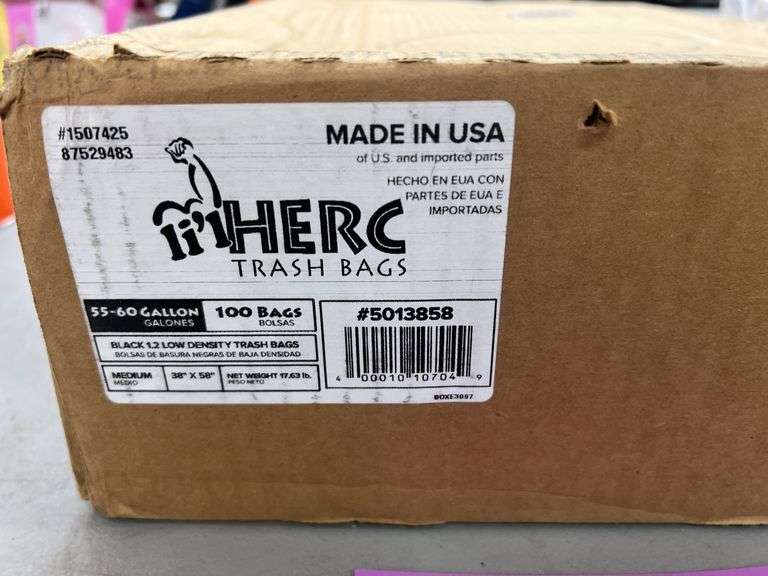 #1507425
87529483
MADE IN USA
of U.S. and imported parts
HECHO EN EUA CON
PARTES DE EUA E
IMPORTADAS
li'l HERC
TRASH BAGS
55-60 GALLON
GALONES
100 BAGS
BOLSAS
#5013858
BLACK 1.2 LOW DENSITY TRASH BAGS
BOLSAS DE BASURA NEGRAS DE BAJA DENSIDAD
MEDIUM
MEDIO
38" X 58"
NET WEIGHT 17.63 lb.
PESO NETO
4 00010 10704 9
BOXE3097